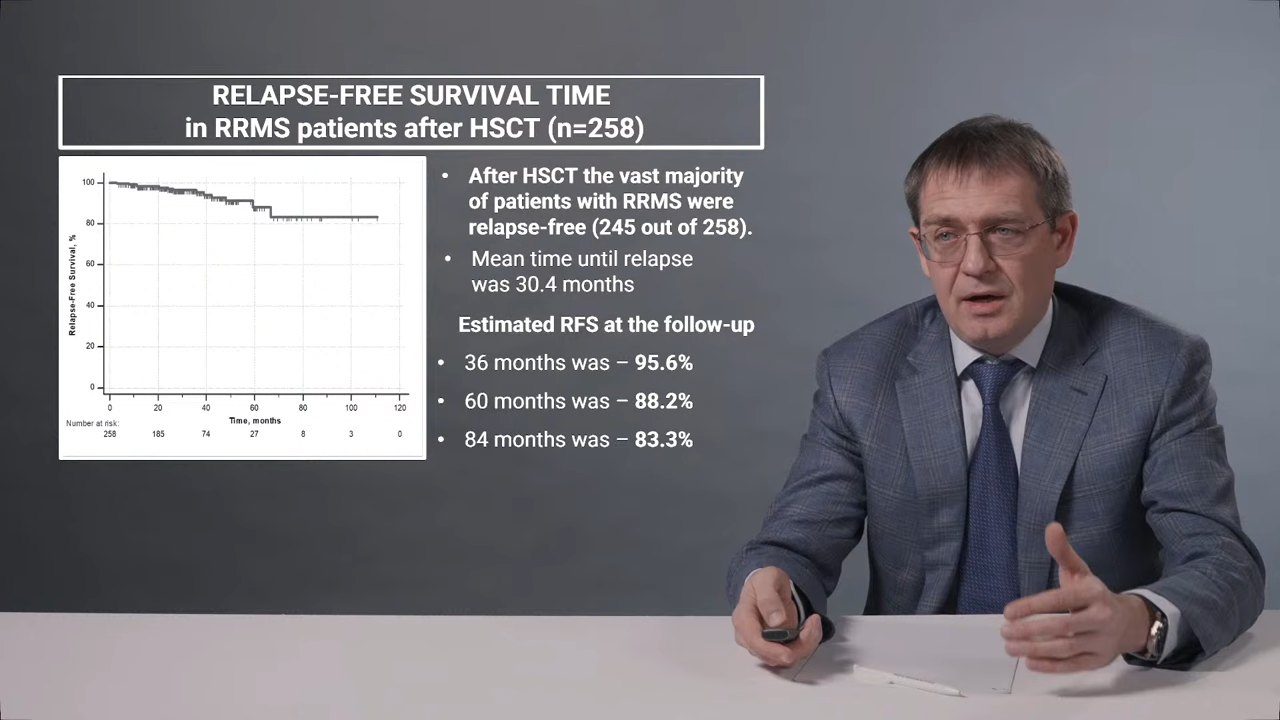 RELAPSE-FREE SURVIVAL TIME
in RRMS patients after HSCT (n=258)
Relapse-Free Survival, %
100
80
60
40
20
0
0 20 40 60 80 100 120
Time, months
Number at risk:
258 185 74 27 8 3 0
• After HSCT the vast majority
of patients with RRMS were
relapse-free (245 out of 258).
• Mean time until relapse
was 30.4 months
Estimated RFS at the follow-up
• 36 months was – 95.6%
• 60 months was – 88.2%
• 84 months was – 83.3%